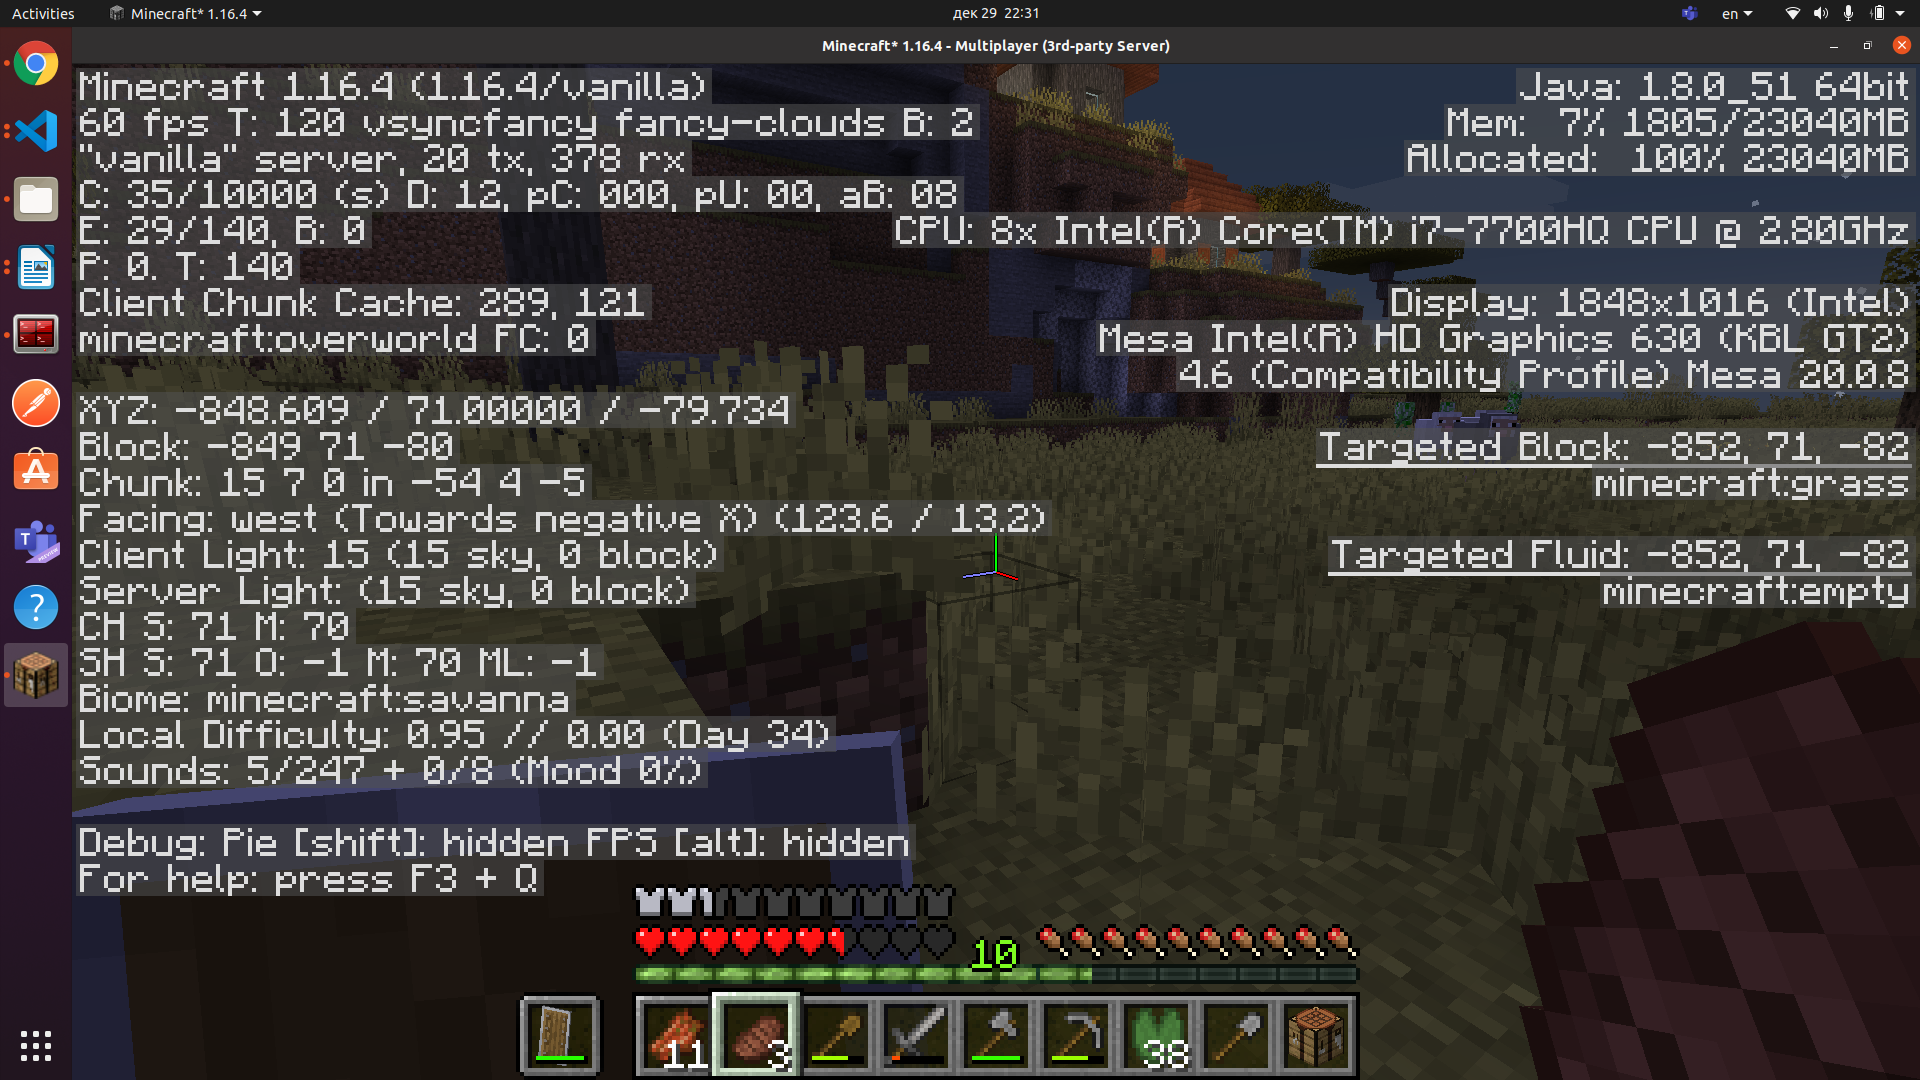 Activities
Minecraft* 1.16.4
дек 29 22:31
en
Minecraft* 1.16.4 - Multiplayer (3rd-party Server)
Minecraft 1.16.4 (1.16.4/vanilla)
60 fps T: 120 vsyncfancy fancy-clouds B: 2
"vanilla" server, 20 tx, 378 rx
C: 35/10000 (s) D: 12, pC: 000, pU: 00, aB: 08
E: 29/140, B: 0
P: 0. T: 140
Client Chunk Cache: 289, 121
minecraft:overworld FC: 0
XYZ: -848.609 / 71.00000 / -79.734
Block: -849 71 -80
Chunk: 15 7 0 in -54 4 -5
Facing: west (Towards negative X) (123.6 / 13.2)
Client Light: 15 (15 sky, 0 block)
Server Light: (15 sky, 0 block)
CH S: 71 M: 70
SH S: 71 O: -1 M: 70 ML: -1
Biome: minecraft:savanna
Local Difficulty: 0.95 // 0.00 (Day 34)
Sounds: 5/247 + 0/8 (Mood 0%)
Debug: Pie [shift]: hidden FPS [alt]: hidden
For help: press F3 + Q
Java: 1.8.0_51 64bit
Mem: 7% 1805/23040MB
Allocated: 100% 23040MB
CPU: 8x Intel(R) Core(TM) i7-7700HQ CPU @ 2.80GHz
Display: 1848x1016 (Intel)
Mesa Intel(R) HD Graphics 630 (KBL GT2)
4.6 (Compatibility Profile) Mesa 20.0.8
Targeted Block: -852, 71, -82
minecraft:grass
Targeted Fluid: -852, 71, -82
minecraft:empty
10
11
3
38